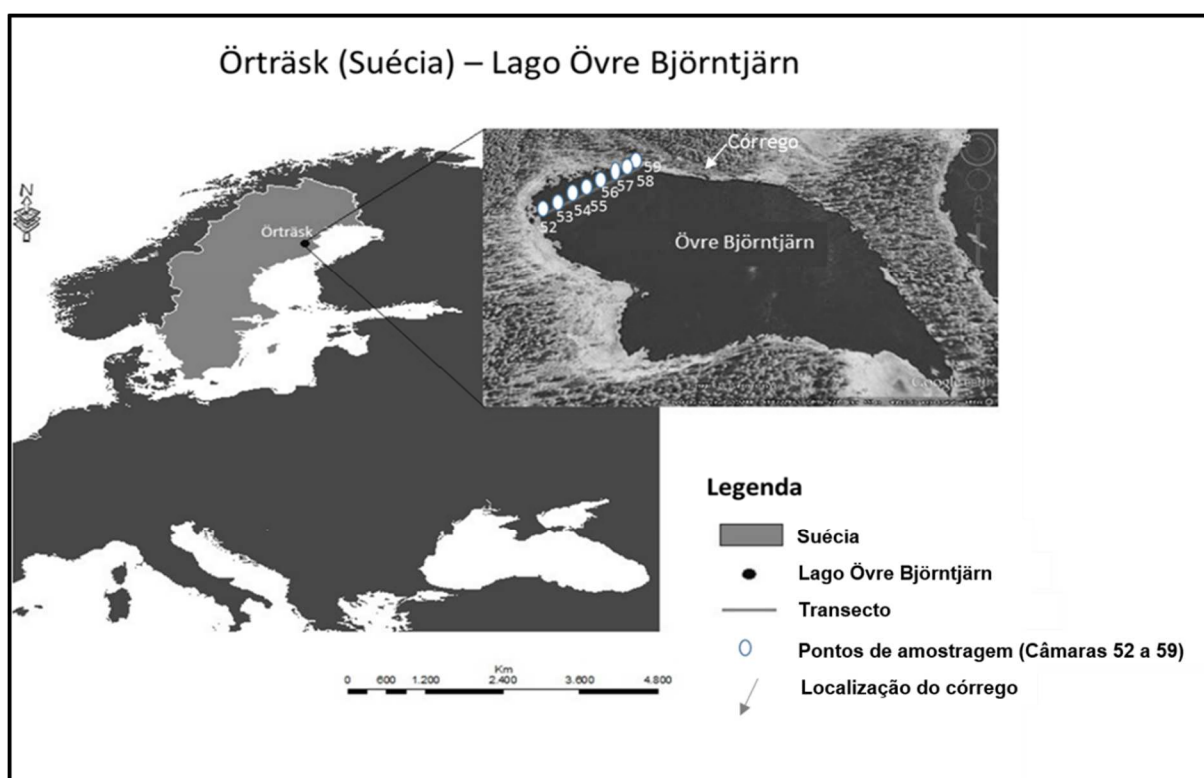 Örträsk (Suécia) – Lago Övre Björntjärn
N
Örträsk
Córrego
59
58
57
56
55
54
53
52
Övre Björntjärn
Google
Legenda
Suécia
Lago Övre Björntjärn
Transecto
Pontos de amostragem (Câmaras 52 a 59)
Localização do córrego
Km
0 600 1.200 2.400 3.600 4.800